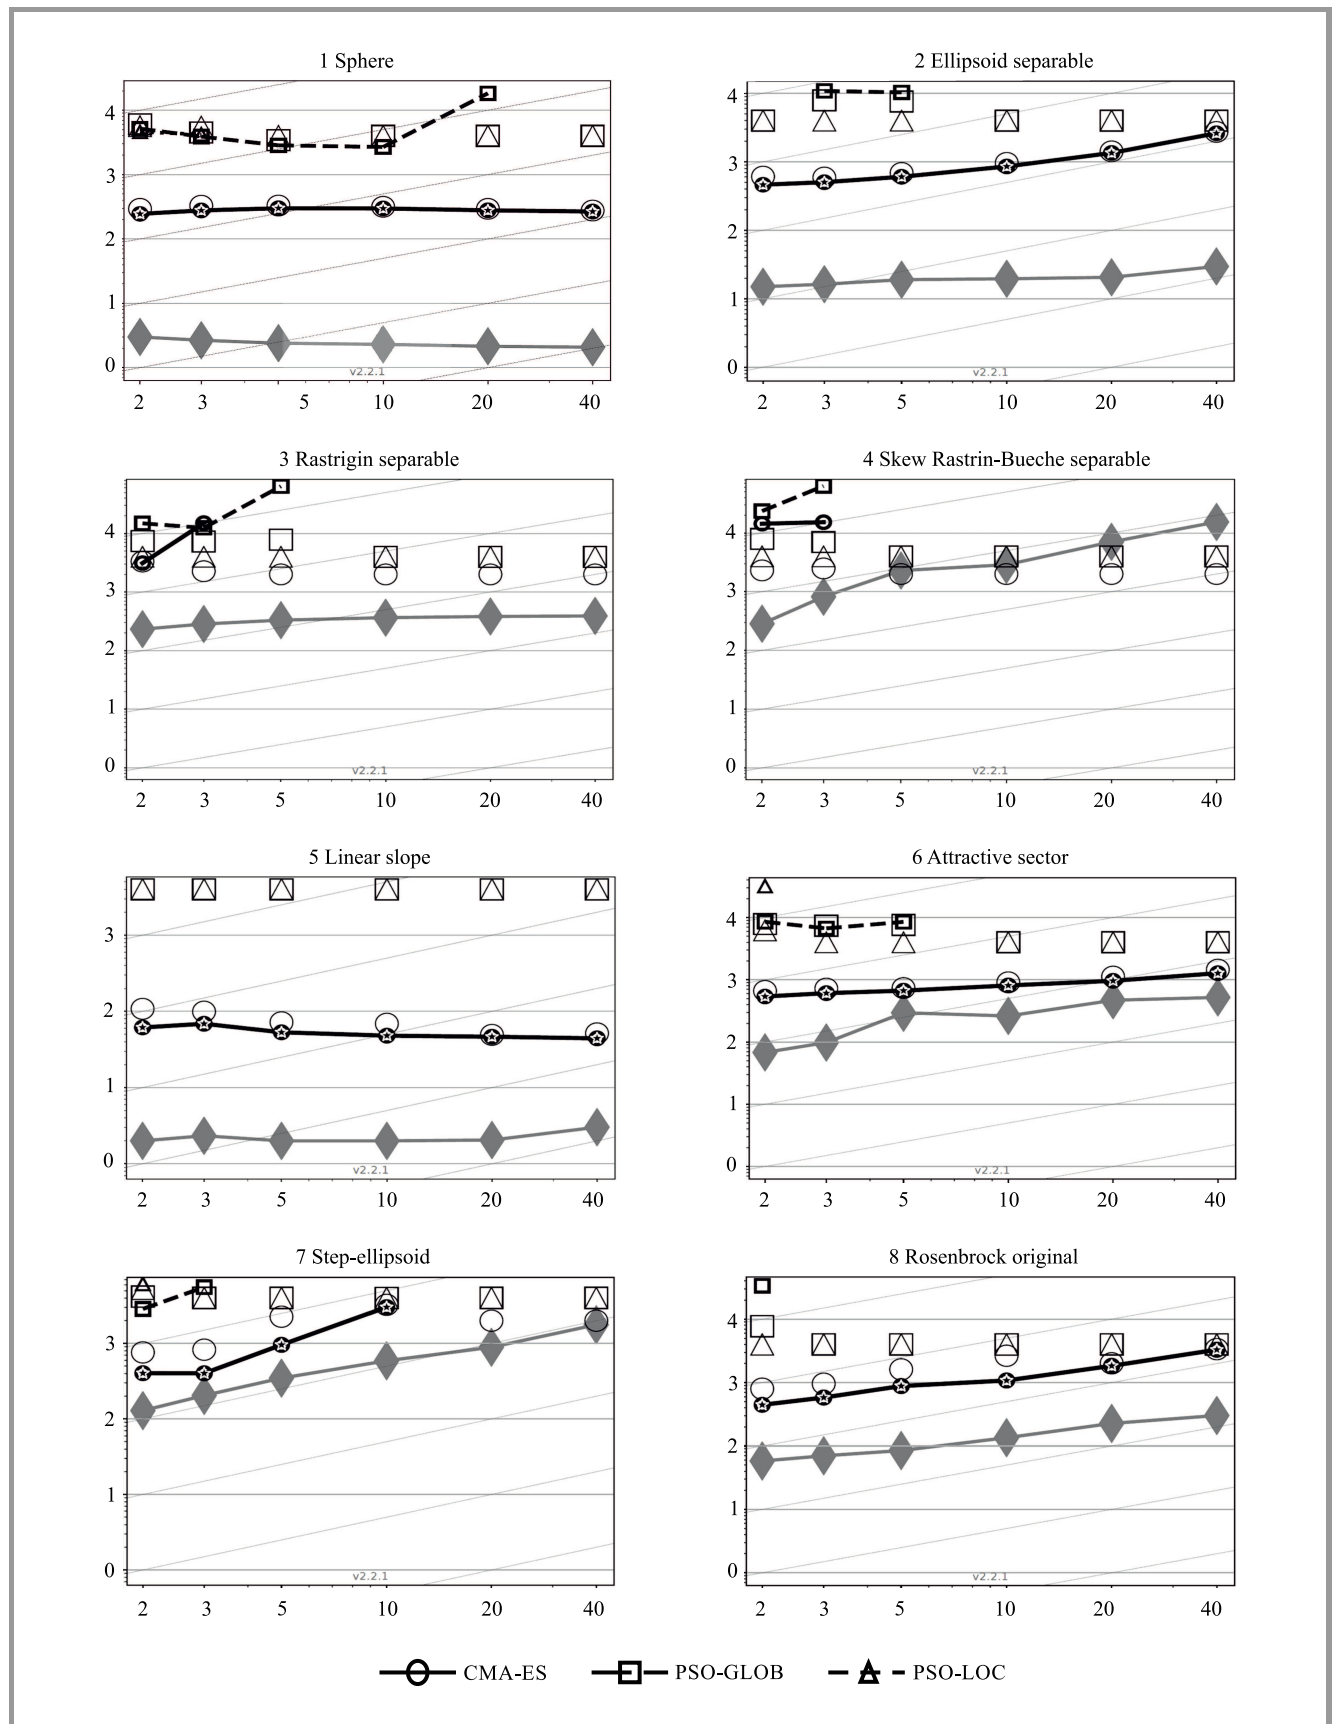 1 Sphere
4
3
2
1
0
v2.2.1
2 3 5 10 20 40
2 Ellipsoid separable
4
3
2
1
0
v2.2.1
2 3 5 10 20 40
3 Rastrigin separable
4
3
2
1
0
v2.2.1
2 3 5 10 20 40
4 Skew Rastrin-Bueche separable
4
3
2
1
0
v2.2.1
2 3 5 10 20 40
5 Linear slope
3
2
1
0
v2.2.1
2 3 5 10 20 40
6 Attractive sector
4
3
2
1
0
v2.2.1
2 3 5 10 20 40
7 Step-ellipsoid
3
2
1
0
v2.2.1
2 3 5 10 20 40
8 Rosenbrock original
4
3
2
1
0
v2.2.1
2 3 5 10 20 40
CMA-ES PSO-GLOB PSO-LOC